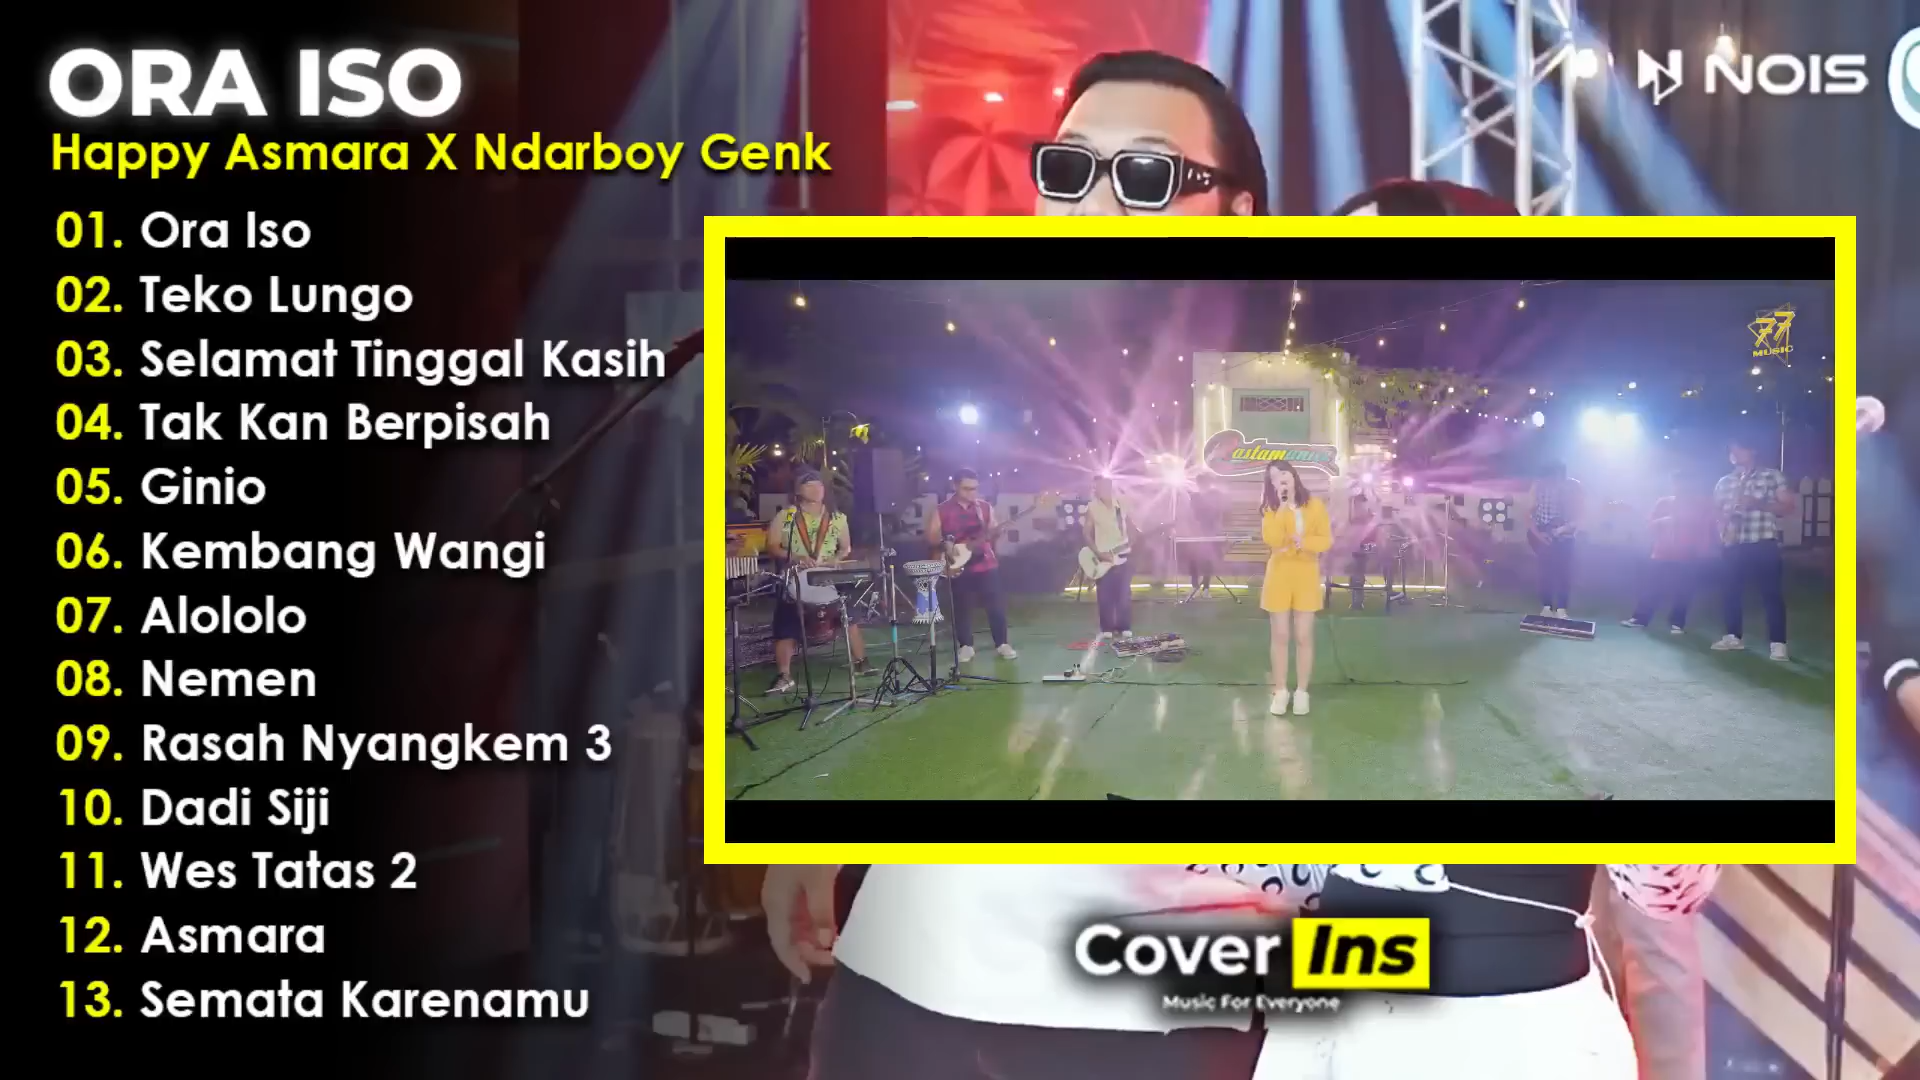 ORA ISO
Happy Asmara X Ndarboy Genk
01. Ora Iso
02. Teko Lungo
03. Selamat Tinggal Kasih
04. Tak Kan Berpisah
05. Ginio
06. Kembang Wangi
07. Alololo
08. Nemen
09. Rasah Nyangkem 3
10. Dadi Siji
11. Wes Tatas 2
12. Asmara
13. Semata Karenamu
NOIS
77
MUSIC
Cover Ins
Music For Everyone